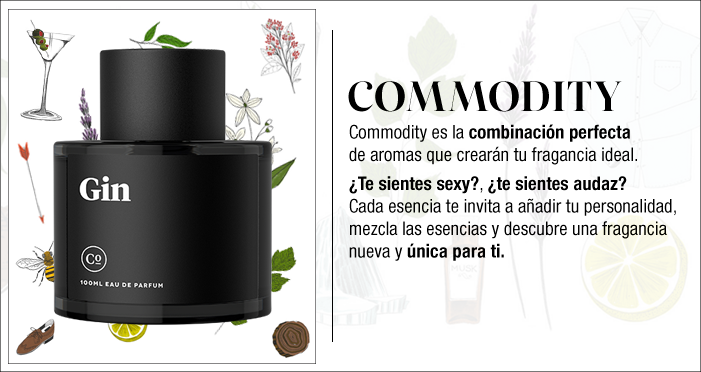 Gin
Co
100ML EAU DE PARFUM
COMMODITY
Commodity es la combinación perfecta
de aromas que crearán tu fragancia ideal.
¿Te sientes sexy?, ¿te sientes audaz?
Cada esencia te invita a añadir tu personalidad,
mezcla las esencias y descubre una fragancia
nueva y única para ti.